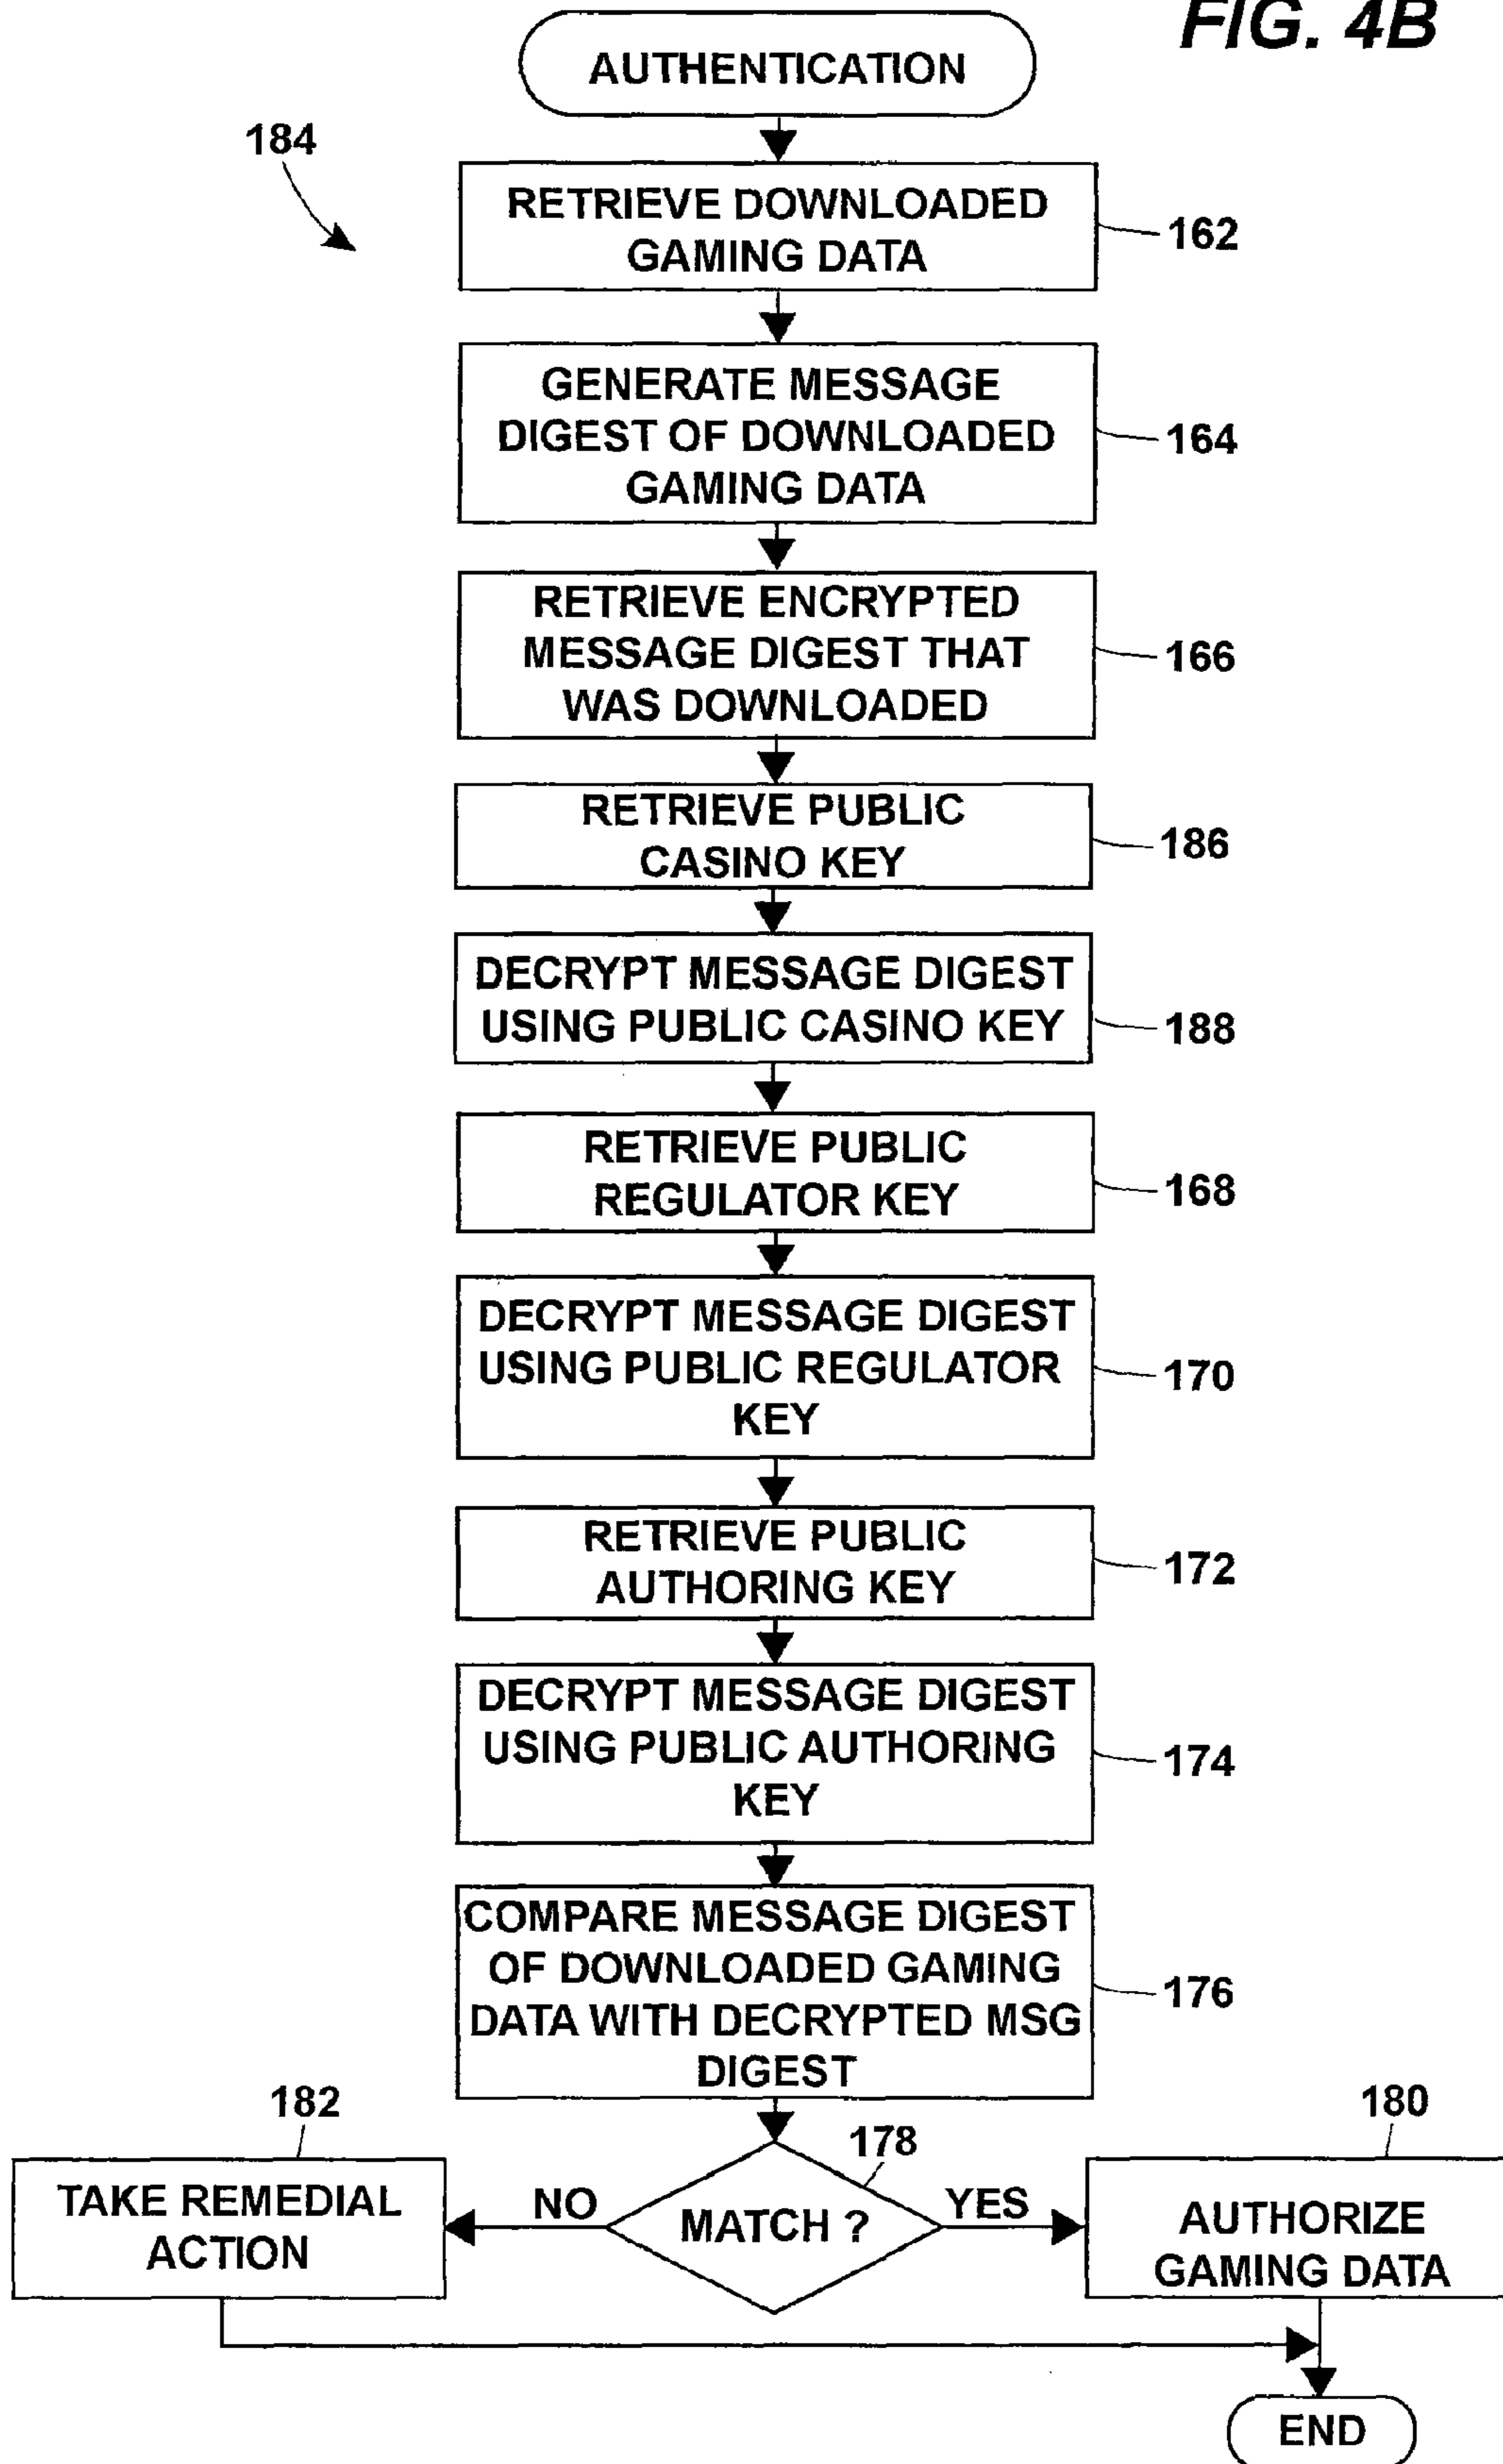 FIG. 4B
AUTHENTICATION
184
RETRIEVE DOWNLOADED
GAMING DATA
162
GENERATE MESSAGE
DIGEST OF DOWNLOADED
GAMING DATA
164
RETRIEVE ENCRYPTED
MESSAGE DIGEST THAT
WAS DOWNLOADED
166
RETRIEVE PUBLIC
CASINO KEY
186
DECRYPT MESSAGE DIGEST
USING PUBLIC CASINO KEY
188
RETRIEVE PUBLIC
REGULATOR KEY
168
DECRYPT MESSAGE DIGEST
USING PUBLIC REGULATOR
KEY
170
RETRIEVE PUBLIC
AUTHORING KEY
172
DECRYPT MESSAGE DIGEST
USING PUBLIC AUTHORING
KEY
174
COMPARE MESSAGE DIGEST
OF DOWNLOADED GAMING
DATA WITH DECRYPTED MSG
DIGEST
176
182
178
180
TAKE REMEDIAL
ACTION
NO
MATCH ?
YES
AUTHORIZE
GAMING DATA
END